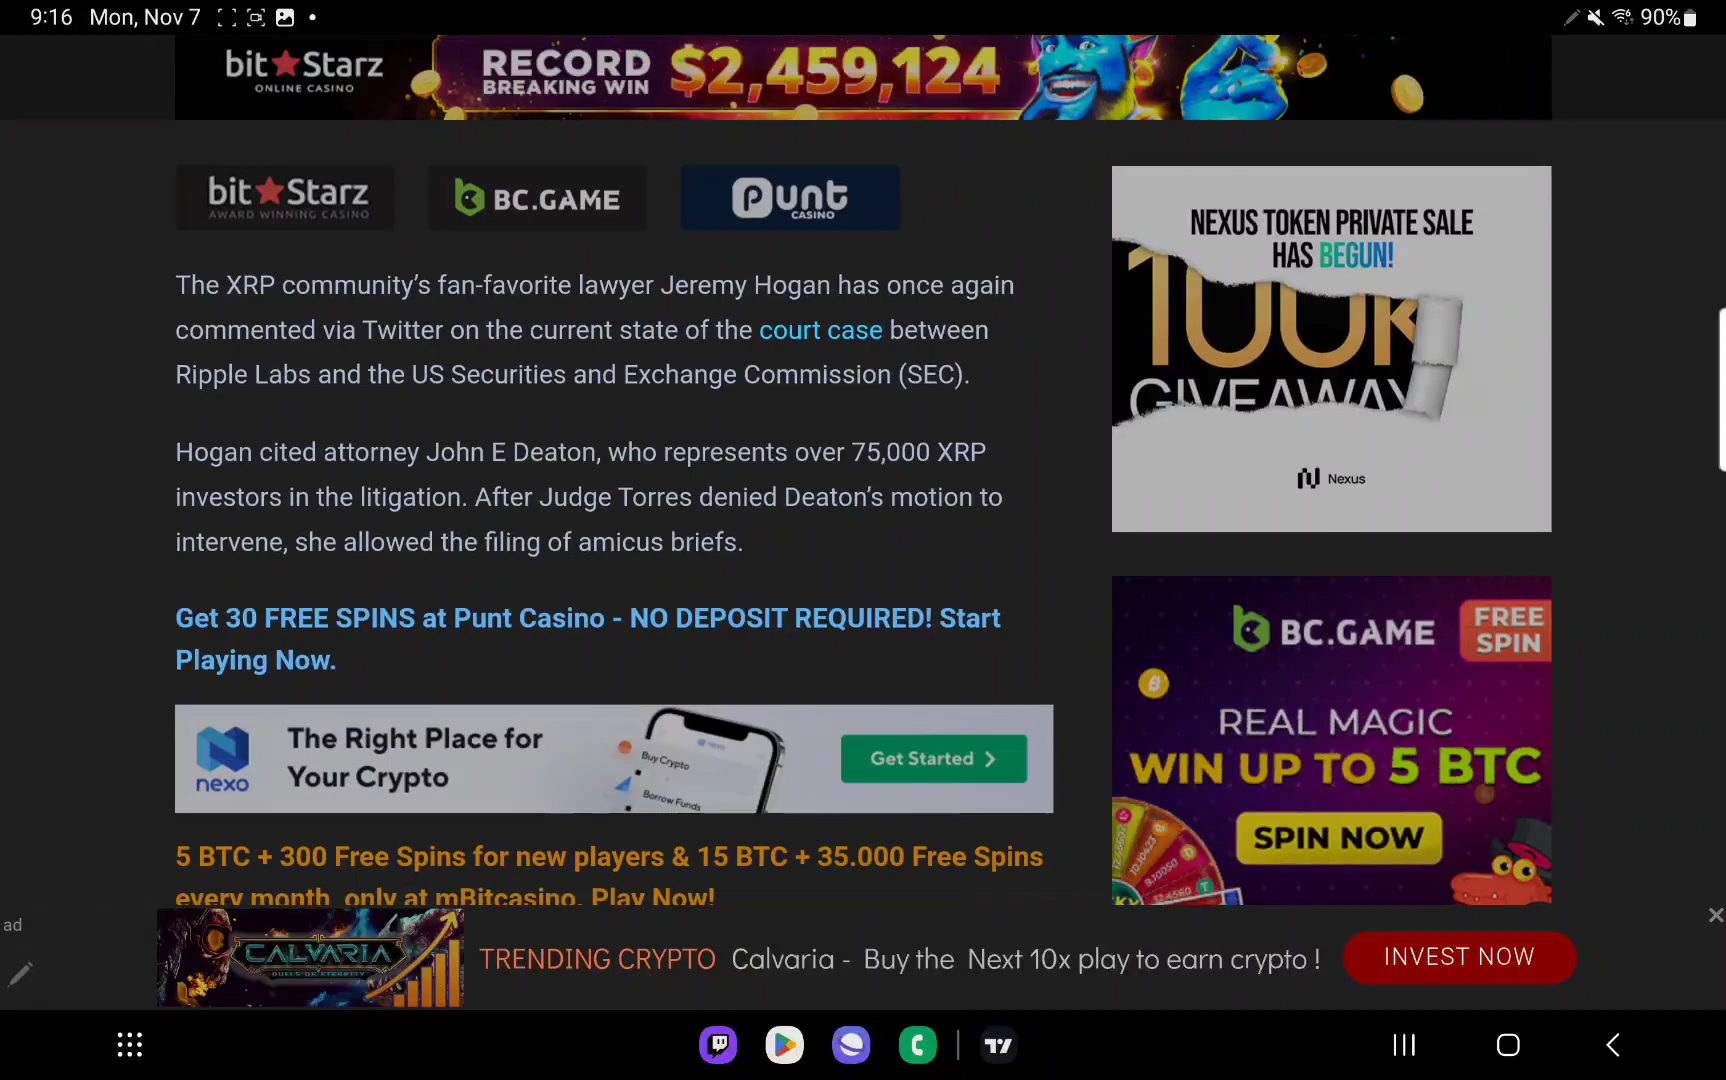 9:16 Mon, Nov 7
90%
bit Starz
ONLINE CASINO
RECORD
BREAKING WIN
$2,459,124
bit Starz
AWARD WINNING CASINO
BC.GAME
Punt
CASINO
The XRP community’s fan-favorite lawyer Jeremy Hogan has once again
commented via Twitter on the current state of the court case between
Ripple Labs and the US Securities and Exchange Commission (SEC).
Hogan cited attorney John E Deaton, who represents over 75,000 XRP
investors in the litigation. After Judge Torres denied Deaton’s motion to
intervene, she allowed the filing of amicus briefs.
Get 30 FREE SPINS at Punt Casino - NO DEPOSIT REQUIRED! Start
Playing Now.
nexo
The Right Place for
Your Crypto
Buy Crypto
Borrow Funds
Get Started
5 BTC + 300 Free Spins for new players & 15 BTC + 35.000 Free Spins
every month, only at mBitcasino. Play Now!
NEXUS TOKEN PRIVATE SALE
HAS BEGUN!
100K
GIVEAWAY
Nexus
BC.GAME
FREE
SPIN
REAL MAGIC
WIN UP TO 5 BTC
SPIN NOW
ad
CALVARIA
DUELS OF ETERNITY
TRENDING CRYPTO Calvaria - Buy the Next 10x play to earn crypto !
INVEST NOW